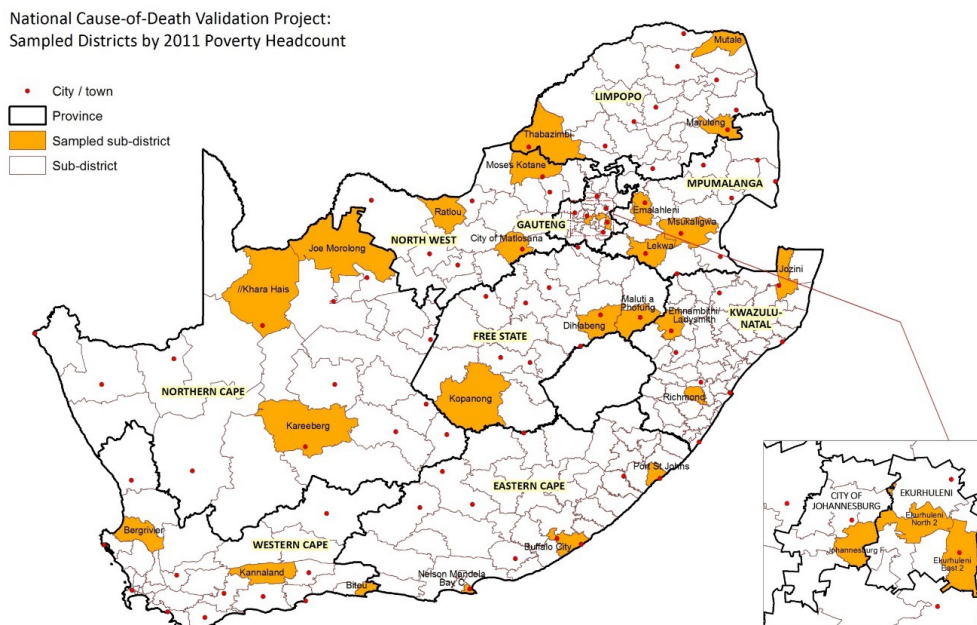 National Cause-of-Death Validation Project:
Sampled Districts by 2011 Poverty Headcount
City / town
Province
Sampled sub-district
Sub-district
Mutale
LIMPOPO
Maruleng
Thabazimbi
Moses Kotane
MPUMALANGA
Ratlou
Emalahleni
GAUTENG
Msukaligwa
NORTH WEST
City of Matlosana
Lekwa
Joe Morolong
Jozini
//Khara Hais
Maluti a
Phofung
Emnambithi/
Ladysmith
KWAZULU-
NATAL
Dihlabeng
FREE STATE
NORTHERN CAPE
Kopanong
Richmond
Kareeberg
Port St Johns
EASTERN CAPE
CITY OF
JOHANNESBURG
EKURHULENI
Ekurhuleni
North 2
Bergrivier
WESTERN CAPE
Buffalo City
Johannesburg F
Ekurhuleni
East 2
Kannaland
Bitou
Nelson Mandela
Bay C